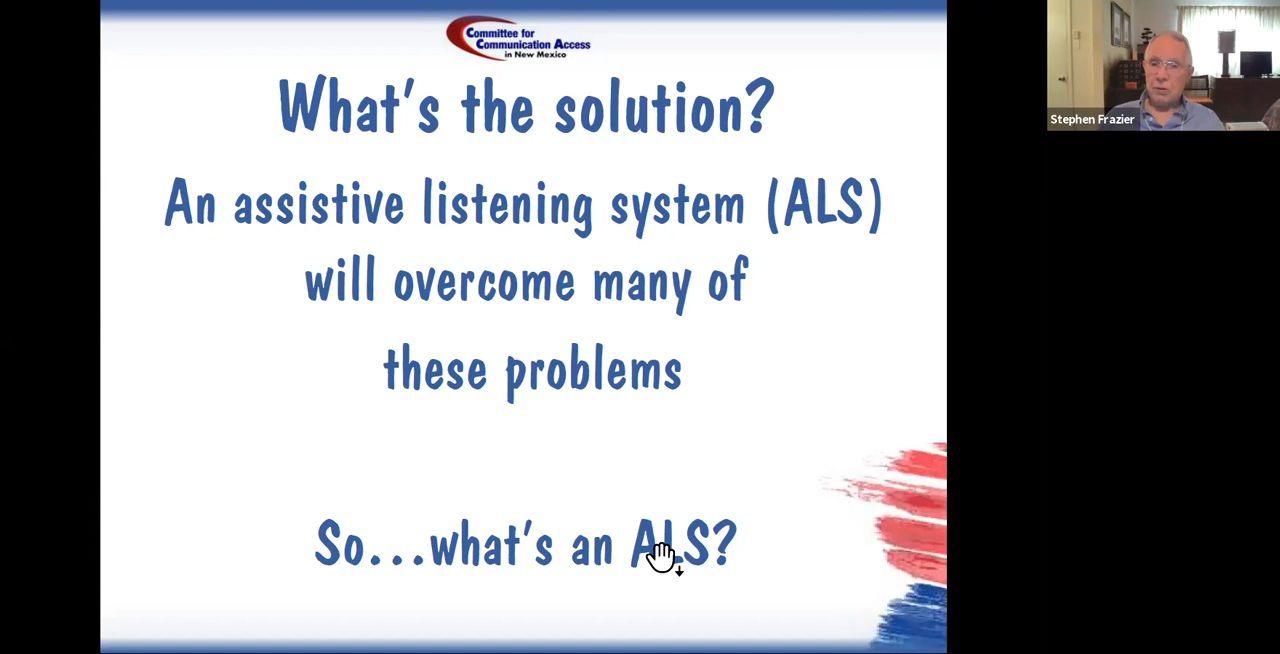 Committee for
Communication Access
in New Mexico
What's the solution?
An assistive listening system (ALS)
will overcome many of
these problems
So...what's an ALS?
Stephen Frazier